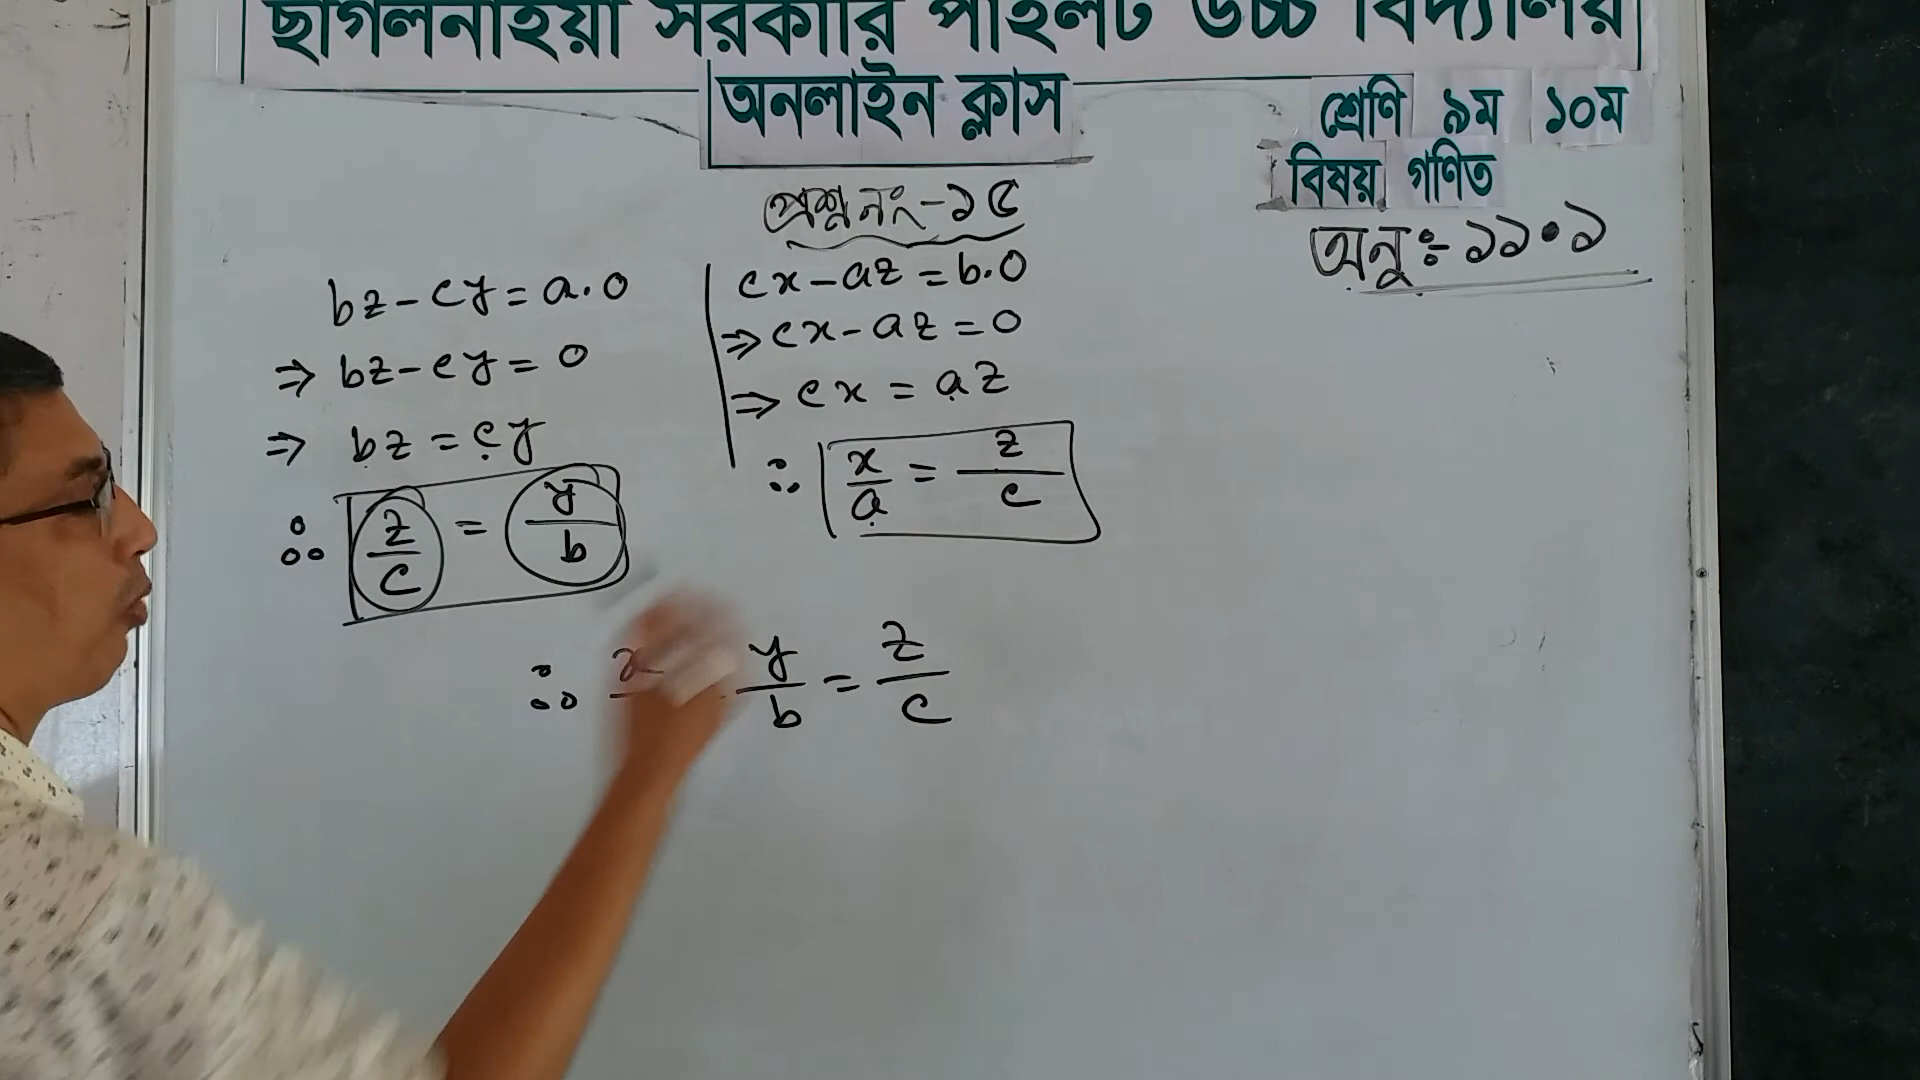 ছাগলনাইয়া সরকারি পাইলট উচ্চ বিদ্যালয়
অনলাইন ক্লাস
শ্রেণি ৯ম ১০ম
বিষয় গণিত
অনুঃ- ১১.১
প্রশ্ন নং-১৫
bz-cy = a.0
⇒ bz-cy = 0
⇒ bz = cy
∴ z/c = y/b
cx-az = b.0
⇒ cx-az = 0
⇒ cx = az
∴ x/a = z/c
∴ x y/b = z/c